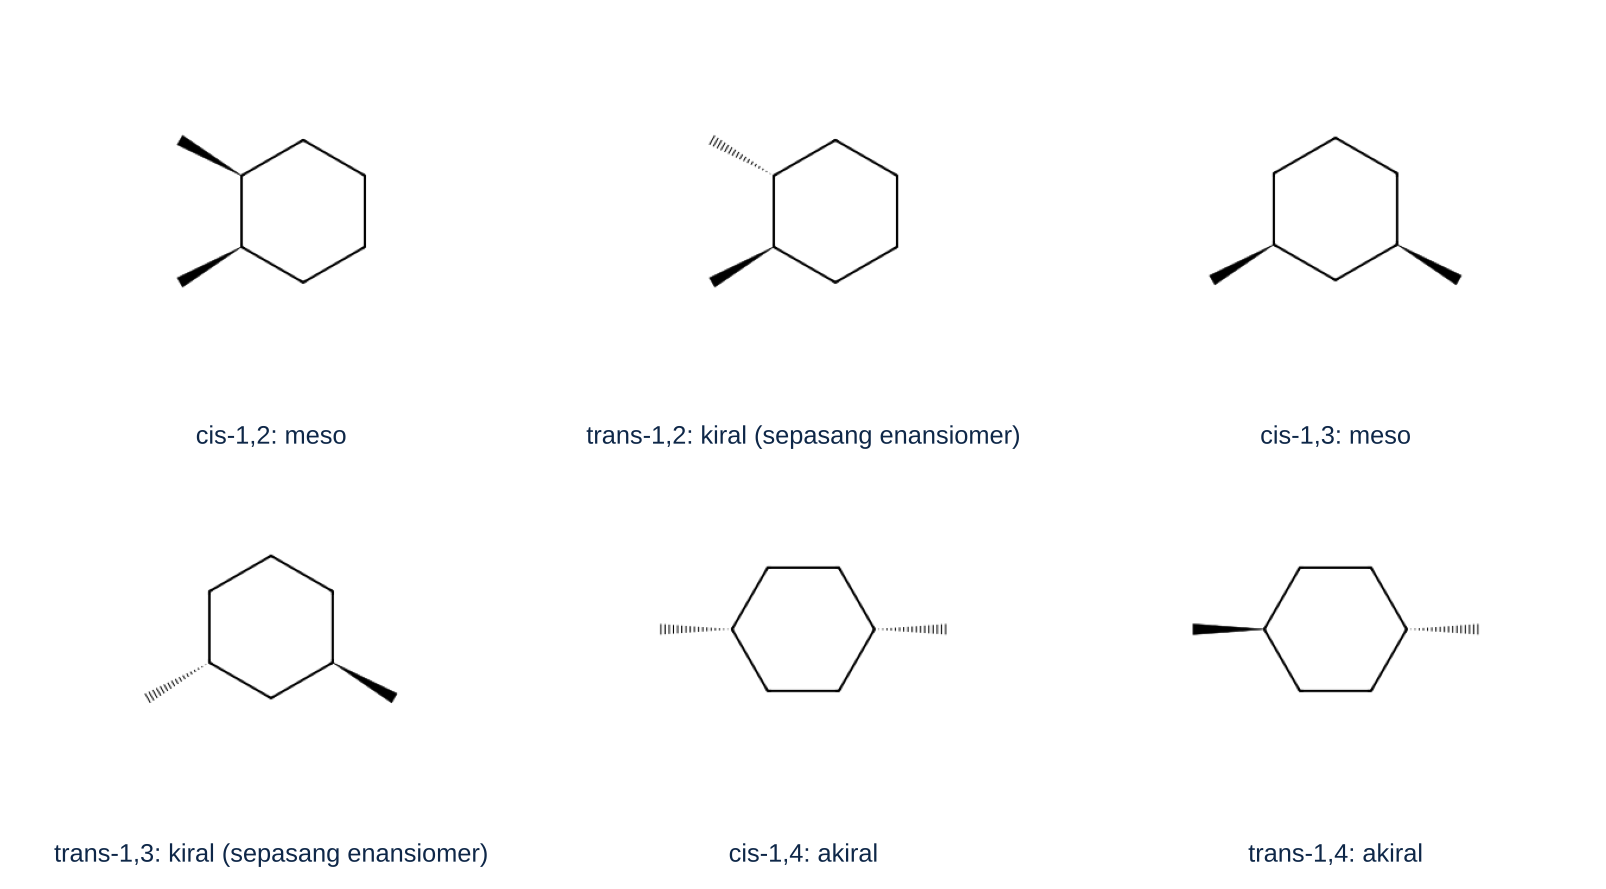 cis-1,2: meso
trans-1,2: kiral (sepasang enansiomer)
cis-1,3: meso
trans-1,3: kiral (sepasang enansiomer)
cis-1,4: akiral
trans-1,4: akiral